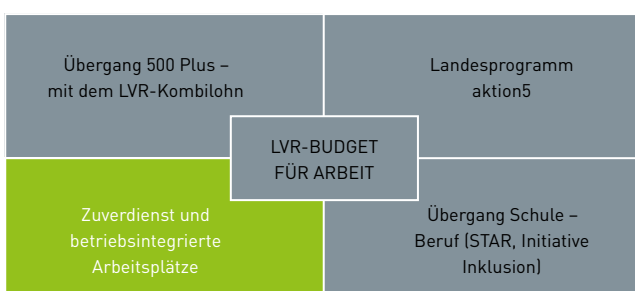 Übergang 500 Plus –
mit dem LVR-Kombilohn
Landesprogramm
aktion5
LVR-BUDGET
FÜR ARBEIT
Zuverdienst und
betriebsintegrierte
Arbeitsplätze
Übergang Schule –
Beruf (STAR, Initiative
Inklusion)